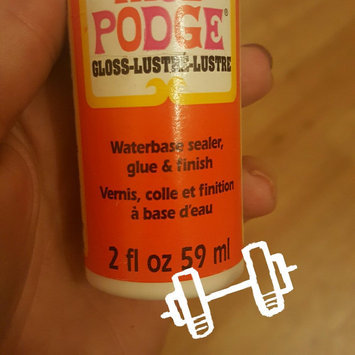 PODGE®
GLOSS-LUSTRÉ-LUSTRE
Waterbase sealer,
glue & finish
Vernis, colle et finition
à base d'eau
2 fl oz 59 ml